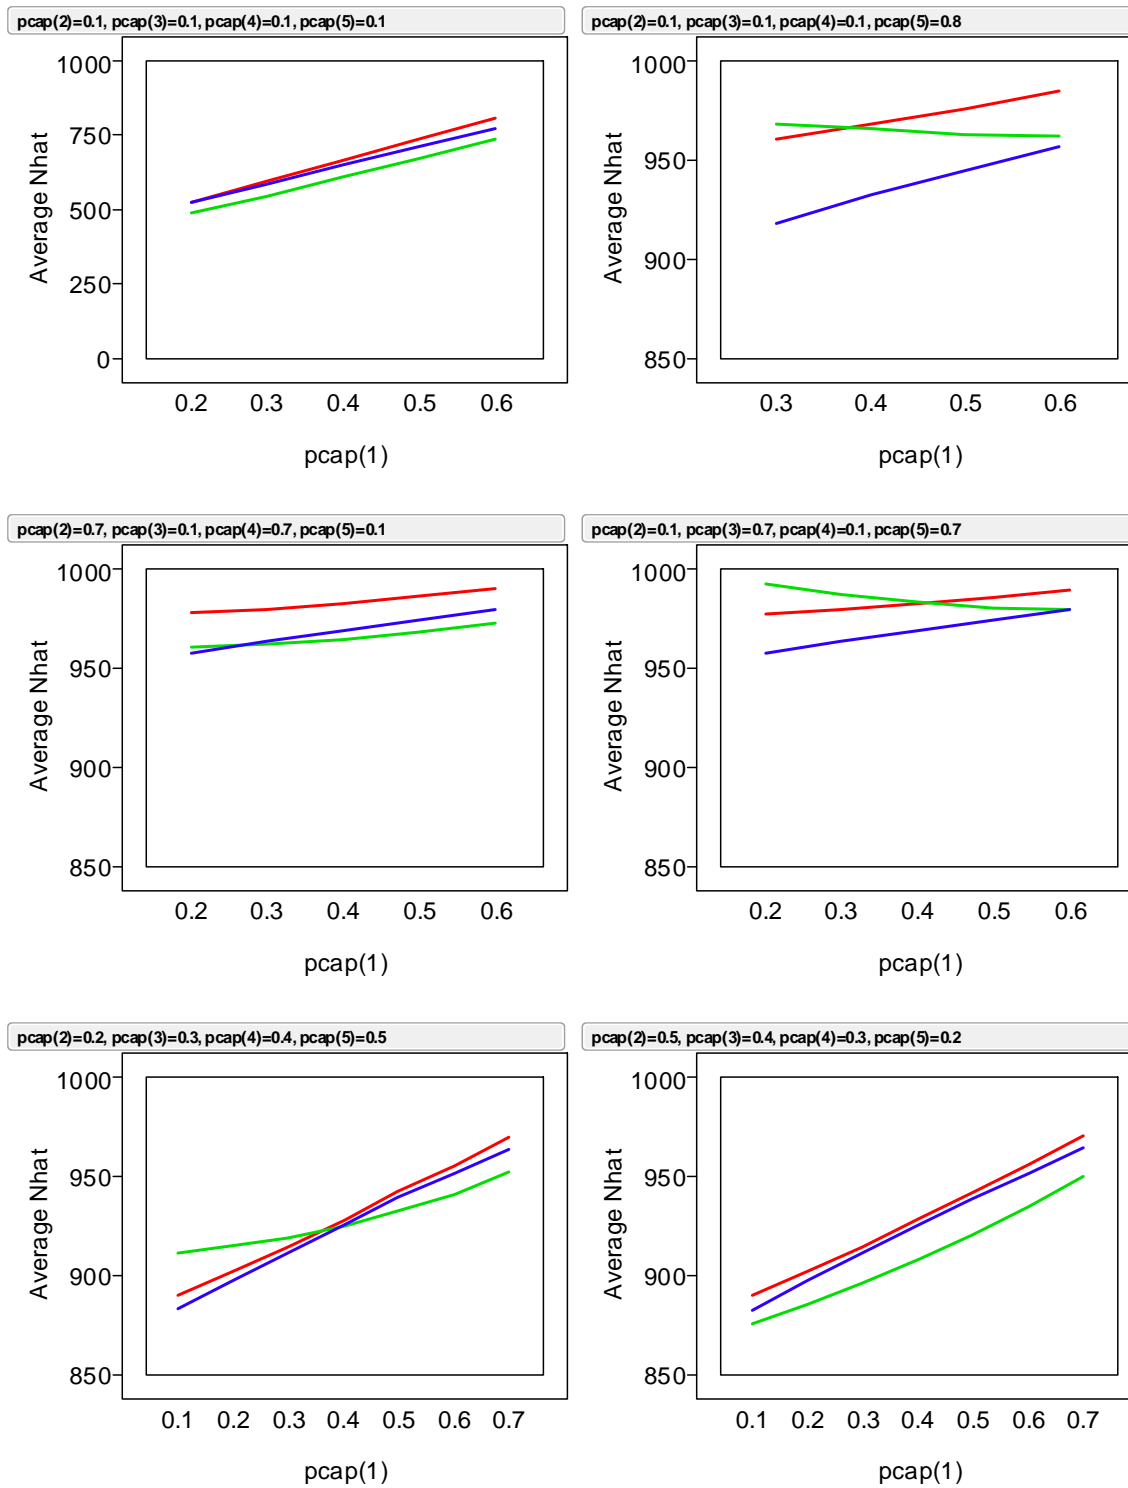 pcap(2)=0.1, pcap(3)=0.1, pcap(4)=0.1, pcap(5)=0.1
1000
750
500
250
0
Average Nhat
0.2 0.3 0.4 0.5 0.6
pcap(1)
pcap(2)=0.1, pcap(3)=0.1, pcap(4)=0.1, pcap(5)=0.8
1000
950
900
850
Average Nhat
0.3 0.4 0.5 0.6
pcap(1)
pcap(2)=0.7, pcap(3)=0.1, pcap(4)=0.7, pcap(5)=0.1
1000
950
900
850
Average Nhat
0.2 0.3 0.4 0.5 0.6
pcap(1)
pcap(2)=0.1, pcap(3)=0.7, pcap(4)=0.1, pcap(5)=0.7
1000
950
900
850
Average Nhat
0.2 0.3 0.4 0.5 0.6
pcap(1)
pcap(2)=0.2, pcap(3)=0.3, pcap(4)=0.4, pcap(5)=0.5
1000
950
900
850
Average Nhat
0.1 0.2 0.3 0.4 0.5 0.6 0.7
pcap(1)
pcap(2)=0.5, pcap(3)=0.4, pcap(4)=0.3, pcap(5)=0.2
1000
950
900
850
Average Nhat
0.1 0.2 0.3 0.4 0.5 0.6 0.7
pcap(1)